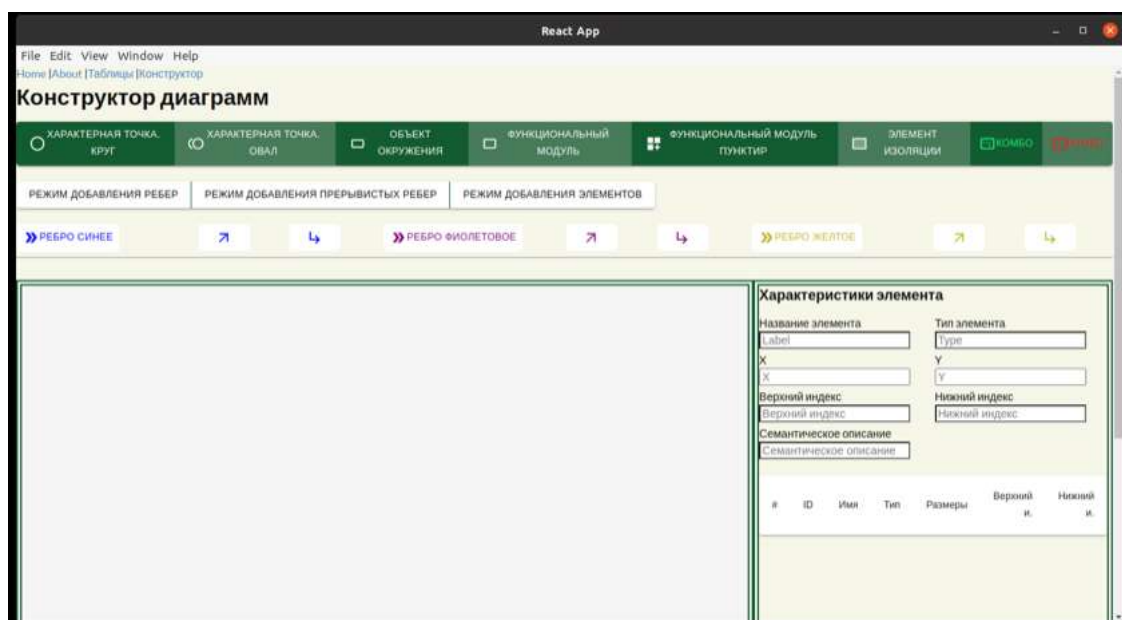 React App
File Edit View Window Help
Home |About |Таблицы |Конструктор
Конструктор диаграмм
ХАРАКТЕРНАЯ ТОЧКА. КРУГ
ХАРАКТЕРНАЯ ТОЧКА. ОВАЛ
ОБЪЕКТ ОКРУЖЕНИЯ
ФУНКЦИОНАЛЬНЫЙ МОДУЛЬ
ФУНКЦИОНАЛЬНЫЙ МОДУЛЬ ПУНКТИР
ЭЛЕМЕНТ ИЗОЛЯЦИИ
КОМБО
РЕЖИМ ДОБАВЛЕНИЯ РЕБЕР
РЕЖИМ ДОБАВЛЕНИЯ ПРЕРЫВИСТЫХ РЕБЕР
РЕЖИМ ДОБАВЛЕНИЯ ЭЛЕМЕНТОВ
РЕБРО СИНЕЕ
РЕБРО ФИОЛЕТОВОЕ
РЕБРО ЖЕЛТОЕ
Характеристики элемента
Название элемента Тип элемента
Label Type
X Y
X Y
Верхний индекс Нижний индекс
Верхний индекс Нижний индекс
Семантическое описание
Семантическое описание
# ID Имя Тип Размеры Верхний и. Нижний и.